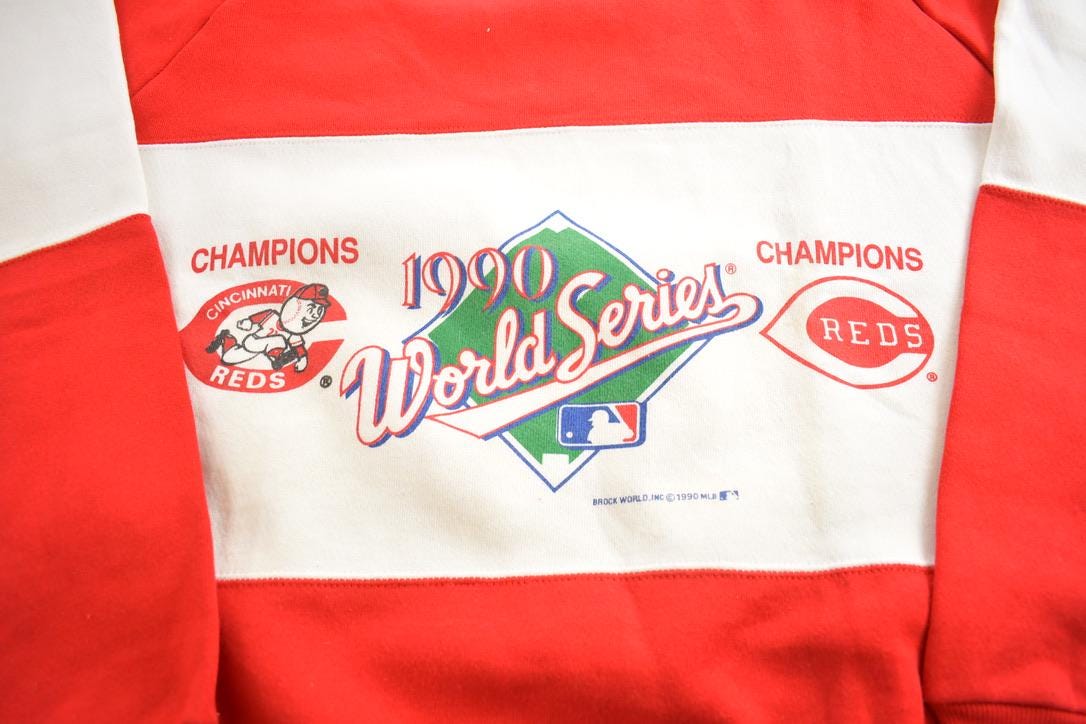 CHAMPIONS
CINCINNATI
REDS
®
1990
World Series®
CHAMPIONS
REDS
®
BROCK WORLD, INC © 1990 MLB